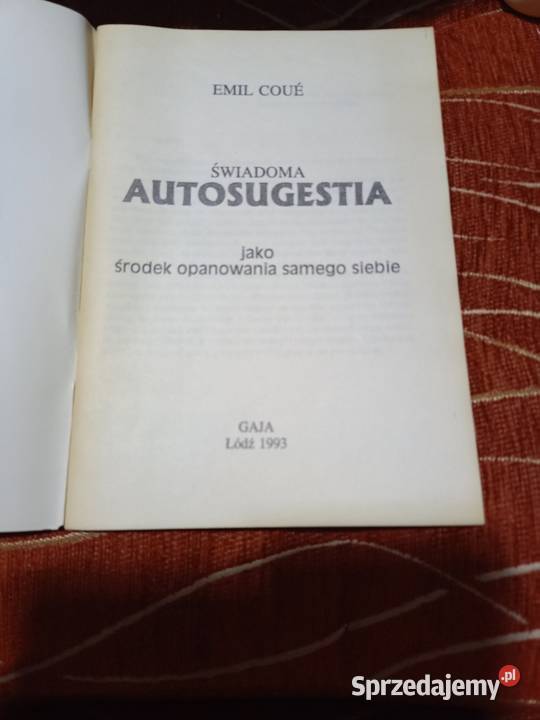 EMIL COUÉ
ŚWIADOMA
AUTOSUGESTIA
jako
środek opanowania samego siebie
GAJA
Łódź 1993
Sprzedajemy.pl